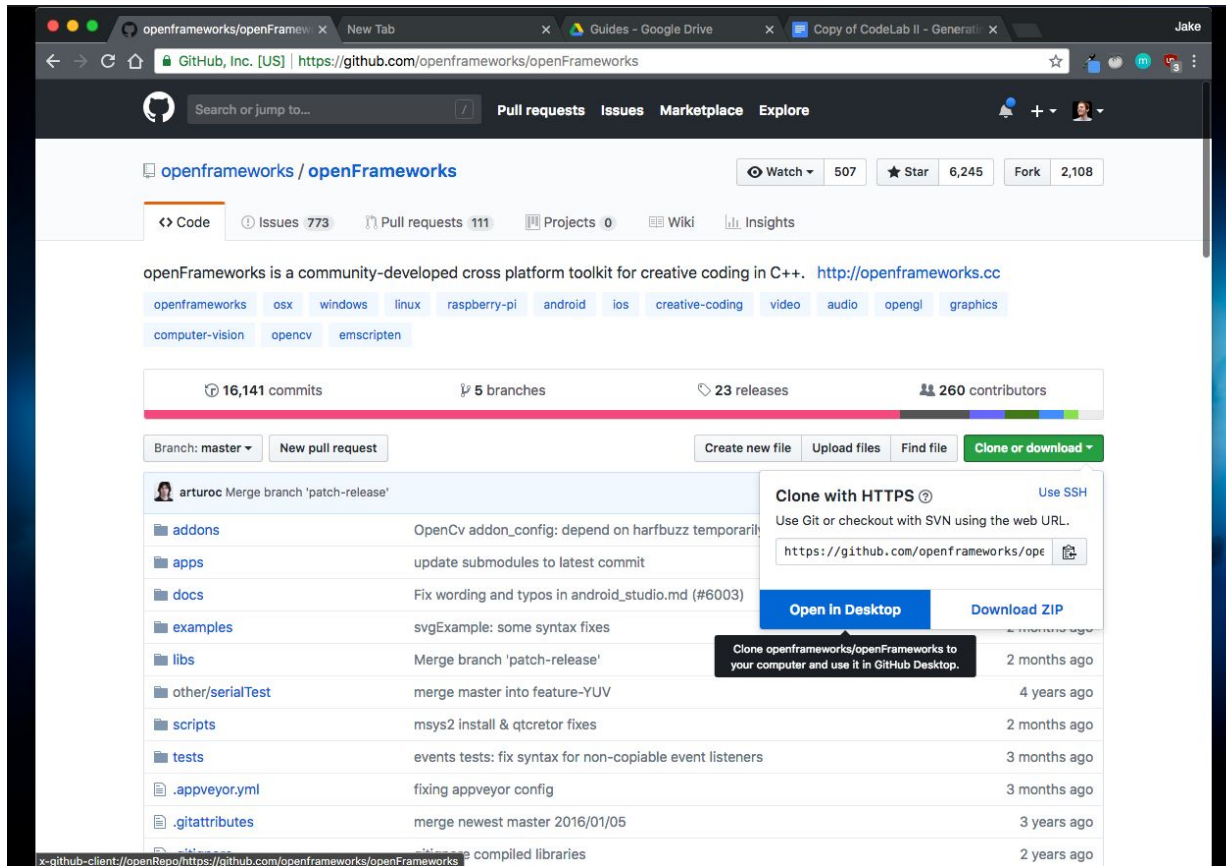 openframeworks/openFramew
New Tab
Guides - Google Drive
Copy of CodeLab II - Generati
Jake
GitHub, Inc. [US] | https://github.com/openframeworks/openFrameworks
m
3
Search or jump to...
/
Pull requests Issues Marketplace Explore
openframeworks / openFrameworks
Watch 507 Star 6,245 Fork 2,108
<> Code Issues 773 Pull requests 111 Projects 0 Wiki Insights
openFrameworks is a community-developed cross platform toolkit for creative coding in C++. http://openframeworks.cc
openframeworks osx windows linux raspberry-pi android ios creative-coding video audio opengl graphics
computer-vision opencv emscripten
16,141 commits 5 branches 23 releases 260 contributors
Branch: master New pull request Create new file Upload files Find file Clone or download
arturoc Merge branch 'patch-release'
Clone with HTTPS Use SSH
Use Git or checkout with SVN using the web URL.
https://github.com/openframeworks/ope
Open in Desktop Download ZIP
Clone openframeworks/openFrameworks to
your computer and use it in GitHub Desktop.
addons OpenCv addon_config: depend on harfbuzz temporarily
apps update submodules to latest commit
docs Fix wording and typos in android_studio.md (#6003)
examples svgExample: some syntax fixes 2 months ago
libs Merge branch 'patch-release' 2 months ago
other/serialTest merge master into feature-YUV 4 years ago
scripts msys2 install & qtcretor fixes 2 months ago
tests events tests: fix syntax for non-copiable event listeners 3 months ago
.appveyor.yml fixing appveyor config 3 months ago
.gitattributes merge newest master 2016/01/05 3 years ago
.gitignore gitignore compiled libraries 2 years ago
x-github-client://openRepo/https://github.com/openframeworks/openFrameworks